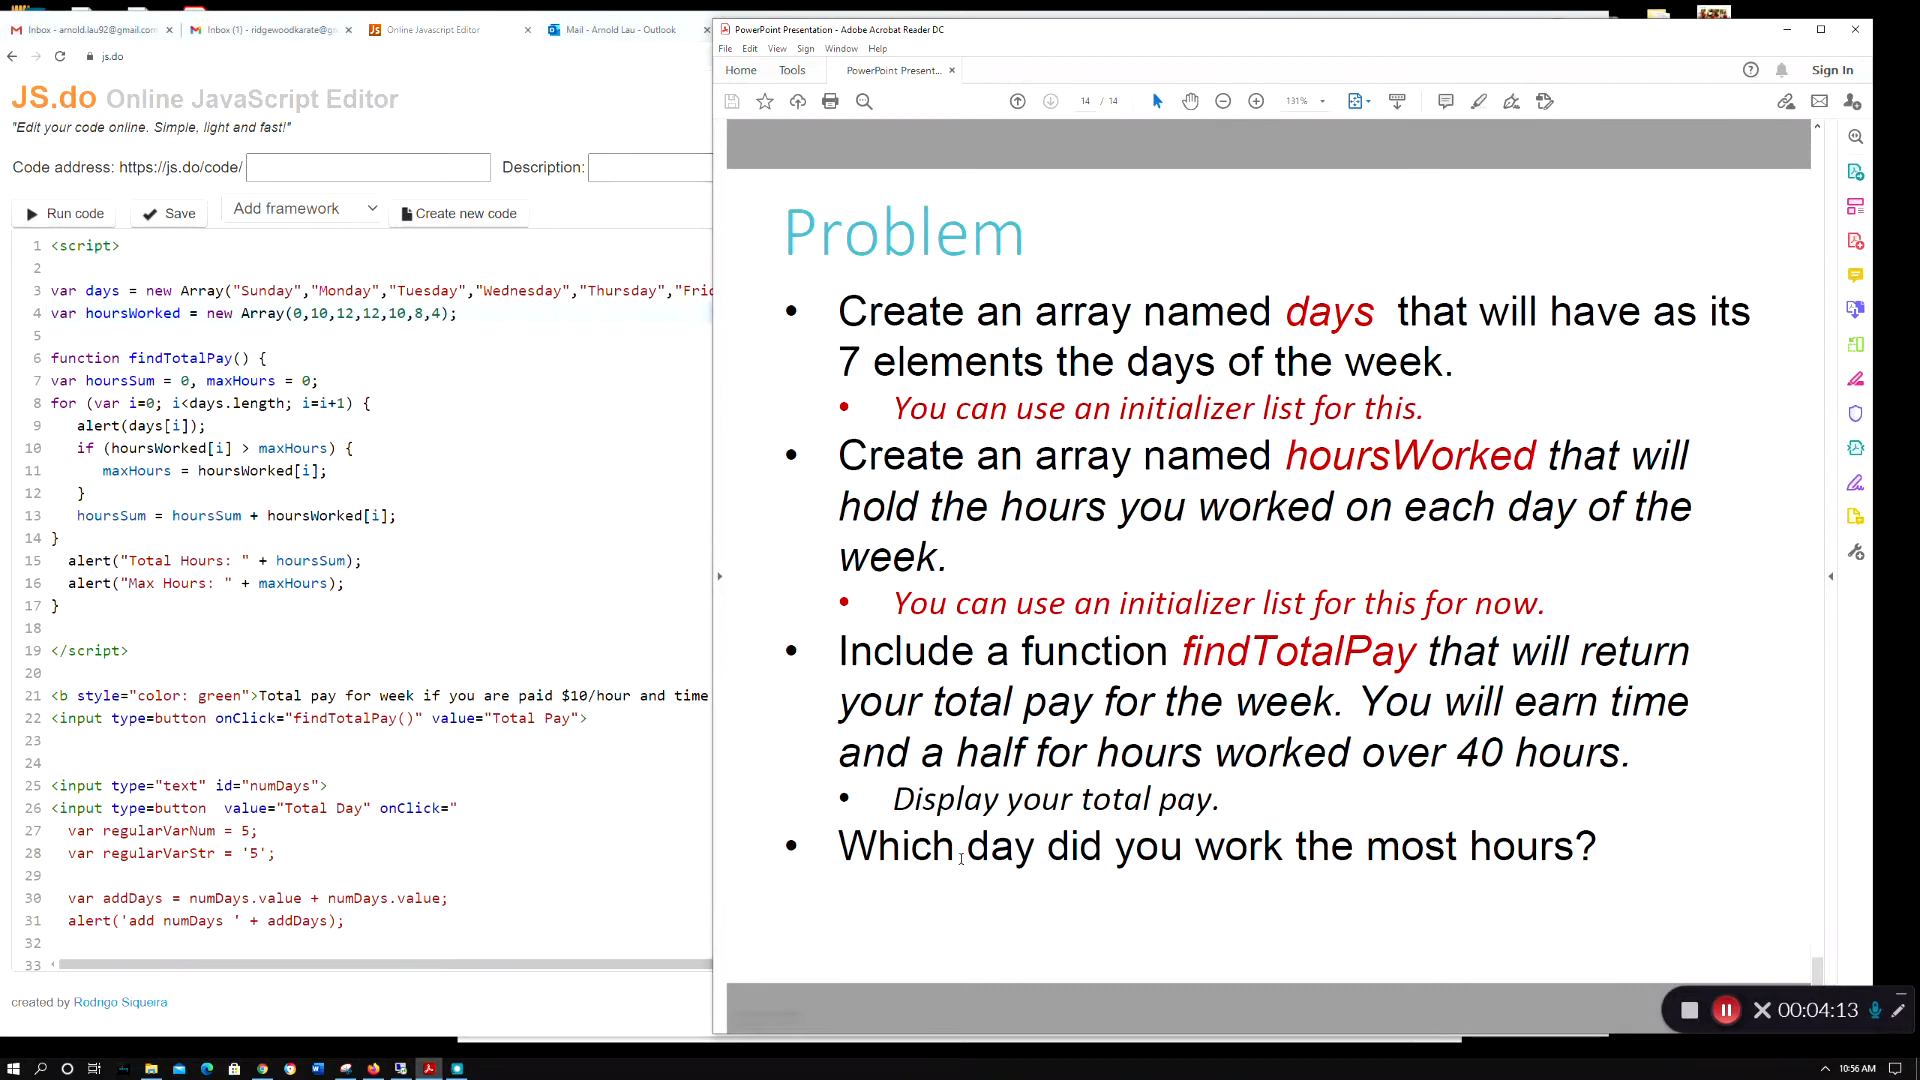 Inbox - arnold.lau92@gmail.com
Inbox (1) - ridgewoodkarate@g
Online Javascript Editor
Mail - Arnold Lau - Outlook
js.do
JS.do Online JavaScript Editor
"Edit your code online. Simple, light and fast!"
Code address: https://js.do/code/
Description:
Run code
Save
Add framework
Create new code
1 <script>
2
3 var days = new Array("Sunday","Monday","Tuesday","Wednesday","Thursday","Frid
4 var hoursWorked = new Array(0,10,12,12,10,8,4);
5
6 function findTotalPay() {
7 var hoursSum = 0, maxHours = 0;
8 for (var i=0; i<days.length; i=i+1) {
9 alert(days[i]);
10 if (hoursWorked[i] > maxHours) {
11 maxHours = hoursWorked[i];
12 }
13 hoursSum = hoursSum + hoursWorked[i];
14 }
15 alert("Total Hours: " + hoursSum);
16 alert("Max Hours: " + maxHours);
17 }
18
19 </script>
20
21 <b style="color: green">Total pay for week if you are paid $10/hour and time
22 <input type=button onClick="findTotalPay()" value="Total Pay">
23
24
25 <input type="text" id="numDays">
26 <input type=button  value="Total Day" onClick="
27 var regularVarNum = 5;
28 var regularVarStr = '5';
29
30 var addDays = numDays.value + numDays.value;
31 alert('add numDays ' + addDays);
32
33
created by Rodrigo Siqueira
PowerPoint Presentation - Adobe Acrobat Reader DC
File Edit View Sign Window Help
Home Tools PowerPoint Present...
Sign In
14 / 14
131%
Problem
• Create an array named days that will have as its
7 elements the days of the week.
• You can use an initializer list for this.
• Create an array named hoursWorked that will
hold the hours you worked on each day of the
week.
• You can use an initializer list for this for now.
• Include a function findTotalPay that will return
your total pay for the week. You will earn time
and a half for hours worked over 40 hours.
• Display your total pay.
• Which day did you work the most hours?
00:04:13
10:56 AM